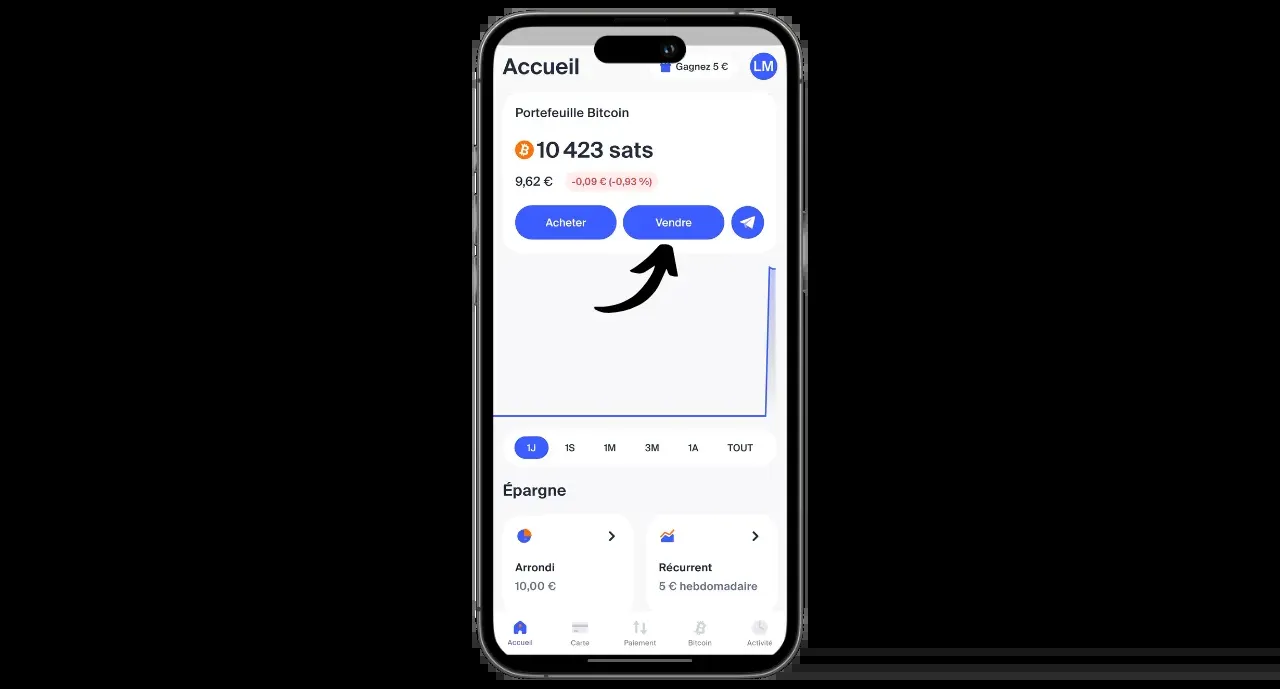 Accueil
Gagnez 5 €
LM
Portefeuille Bitcoin
10 423 sats
9,62 €
-0,09 € (-0,93 %)
Acheter
Vendre
1J
1S
1M
3M
1A
TOUT
Épargne
Arrondi
10,00 €
Récurrent
5 € hebdomadaire
Accueil
Carte
Paiement
Bitcoin
Activité